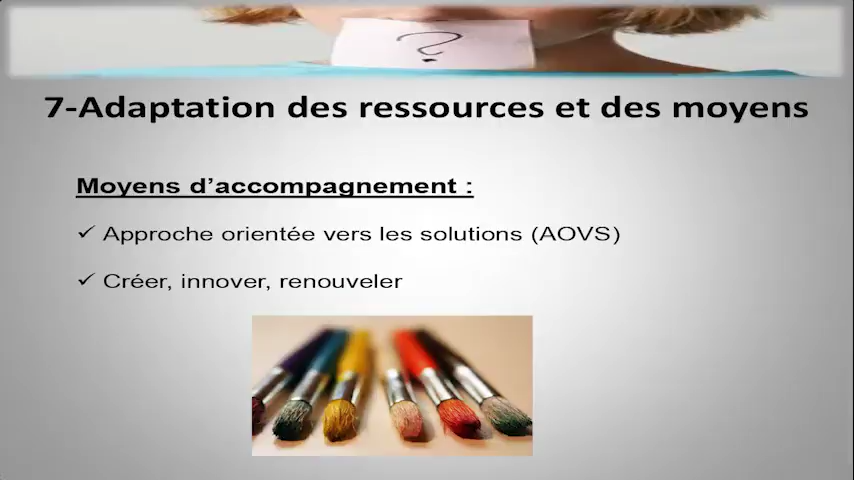 ?
7-Adaptation des ressources et des moyens
Moyens d’accompagnement :
✓ Approche orientée vers les solutions (AOVS)
✓ Créer, innover, renouveler